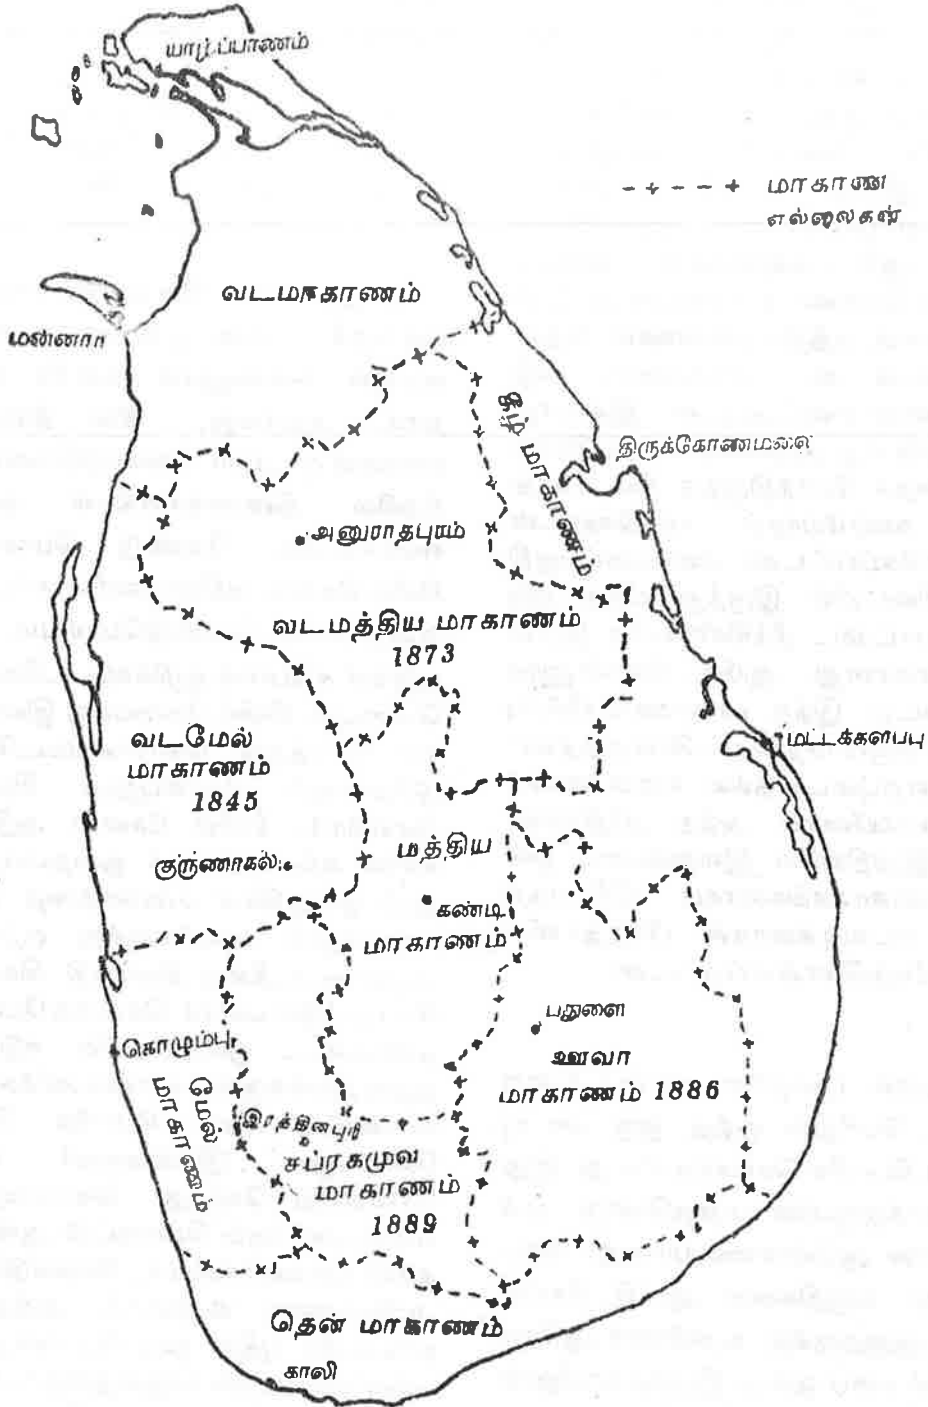 யாழ்ப்பாணம்
மாகாண
எல்லைகள்
வடமாகாணம்
மன்னார்
கீழ் மாகாணம்
திருக்கோணமலை
அனுராதபுரம்
வடமத்திய மாகாணம்
1873
வடமேல்
மாகாணம்
1845
மட்டக்களப்பு
மத்திய
குருணாகல்
கண்டி
மாகாணம்
பதுளை
கொழும்பு
ஊவா
மாகாணம் 1886
மேல்
மாகாணம்
இரத்தினபுரி
சப்ரகமுவ
மாகாணம்
1889
தென் மாகாணம்
காலி